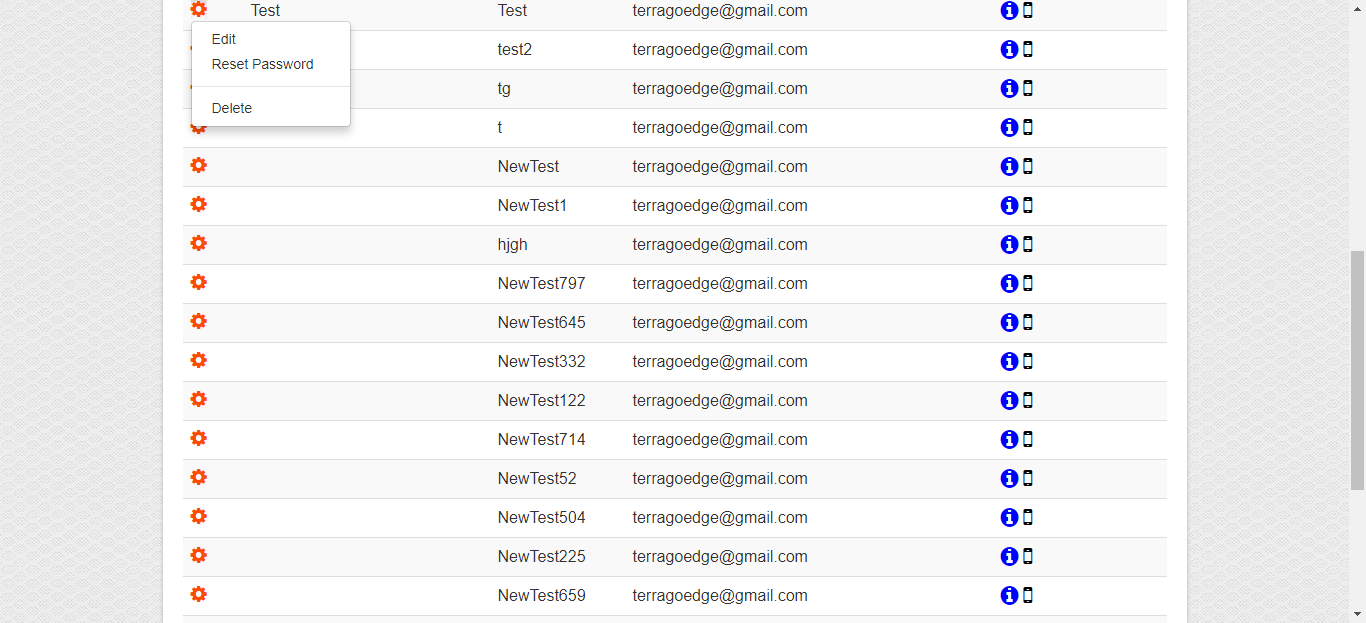 Test Test terragoedge@gmail.com
Edit
test2 terragoedge@gmail.com
Reset Password
tg terragoedge@gmail.com
Delete
t terragoedge@gmail.com
NewTest terragoedge@gmail.com
NewTest1 terragoedge@gmail.com
hjgh terragoedge@gmail.com
NewTest797 terragoedge@gmail.com
NewTest645 terragoedge@gmail.com
NewTest332 terragoedge@gmail.com
NewTest122 terragoedge@gmail.com
NewTest714 terragoedge@gmail.com
NewTest52 terragoedge@gmail.com
NewTest504 terragoedge@gmail.com
NewTest225 terragoedge@gmail.com
NewTest659 terragoedge@gmail.com